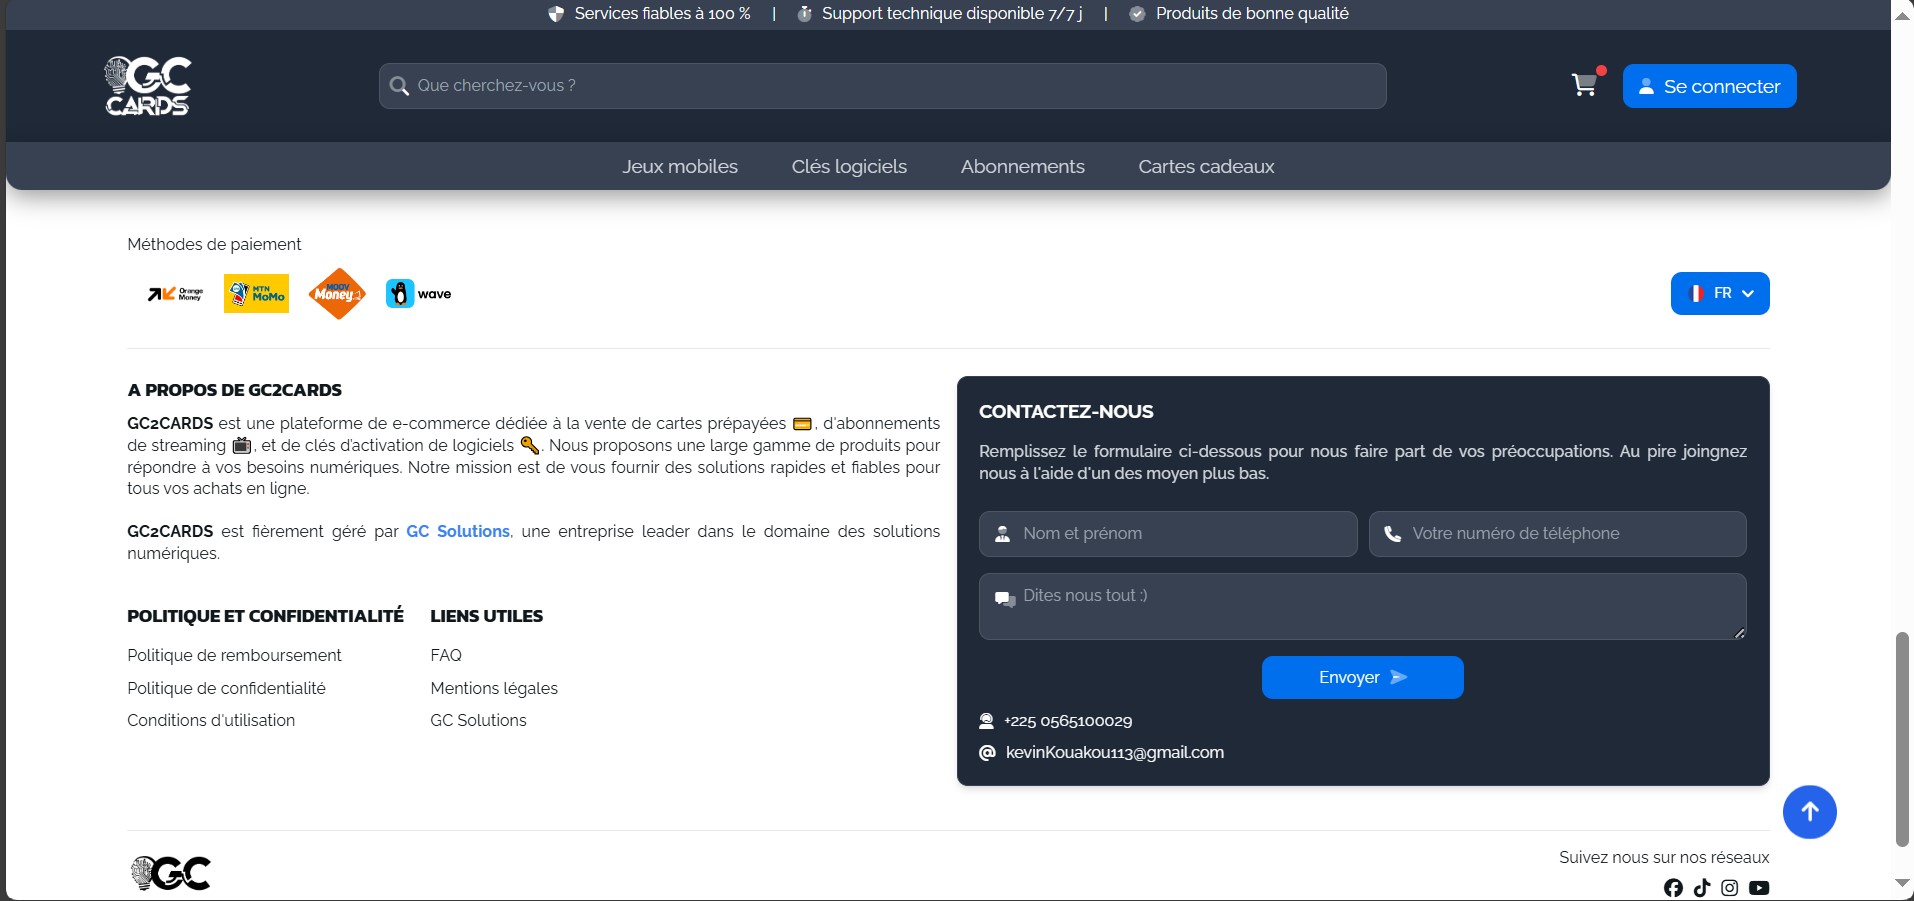 Services fiables à 100 % | Support technique disponible 7/7 j | Produits de bonne qualité
GC
CARDS
Que cherchez-vous ?
Se connecter
Jeux mobiles
Clés logiciels
Abonnements
Cartes cadeaux
Méthodes de paiement
Orange
Money
MTN
MoMo
MOOV
Money
wave
FR
A PROPOS DE GC2CARDS
GC2CARDS est une plateforme de e-commerce dédiée à la vente de cartes prépayées 💳, d'abonnements
de streaming 📺, et de clés d'activation de logiciels 🔑. Nous proposons une large gamme de produits pour
répondre à vos besoins numériques. Notre mission est de vous fournir des solutions rapides et fiables pour
tous vos achats en ligne.
GC2CARDS est fièrement géré par GC Solutions, une entreprise leader dans le domaine des solutions
numériques.
POLITIQUE ET CONFIDENTIALITÉ
Politique de remboursement
Politique de confidentialité
Conditions d'utilisation
LIENS UTILES
FAQ
Mentions légales
GC Solutions
CONTACTEZ-NOUS
Remplissez le formulaire ci-dessous pour nous faire part de vos préoccupations. Au pire joingnez
nous à l'aide d'un des moyen plus bas.
Nom et prénom
Votre numéro de téléphone
Dites nous tout :)
Envoyer
+225 0565100029
kevinKouakou113@gmail.com
GC
Suivez nous sur nos réseaux